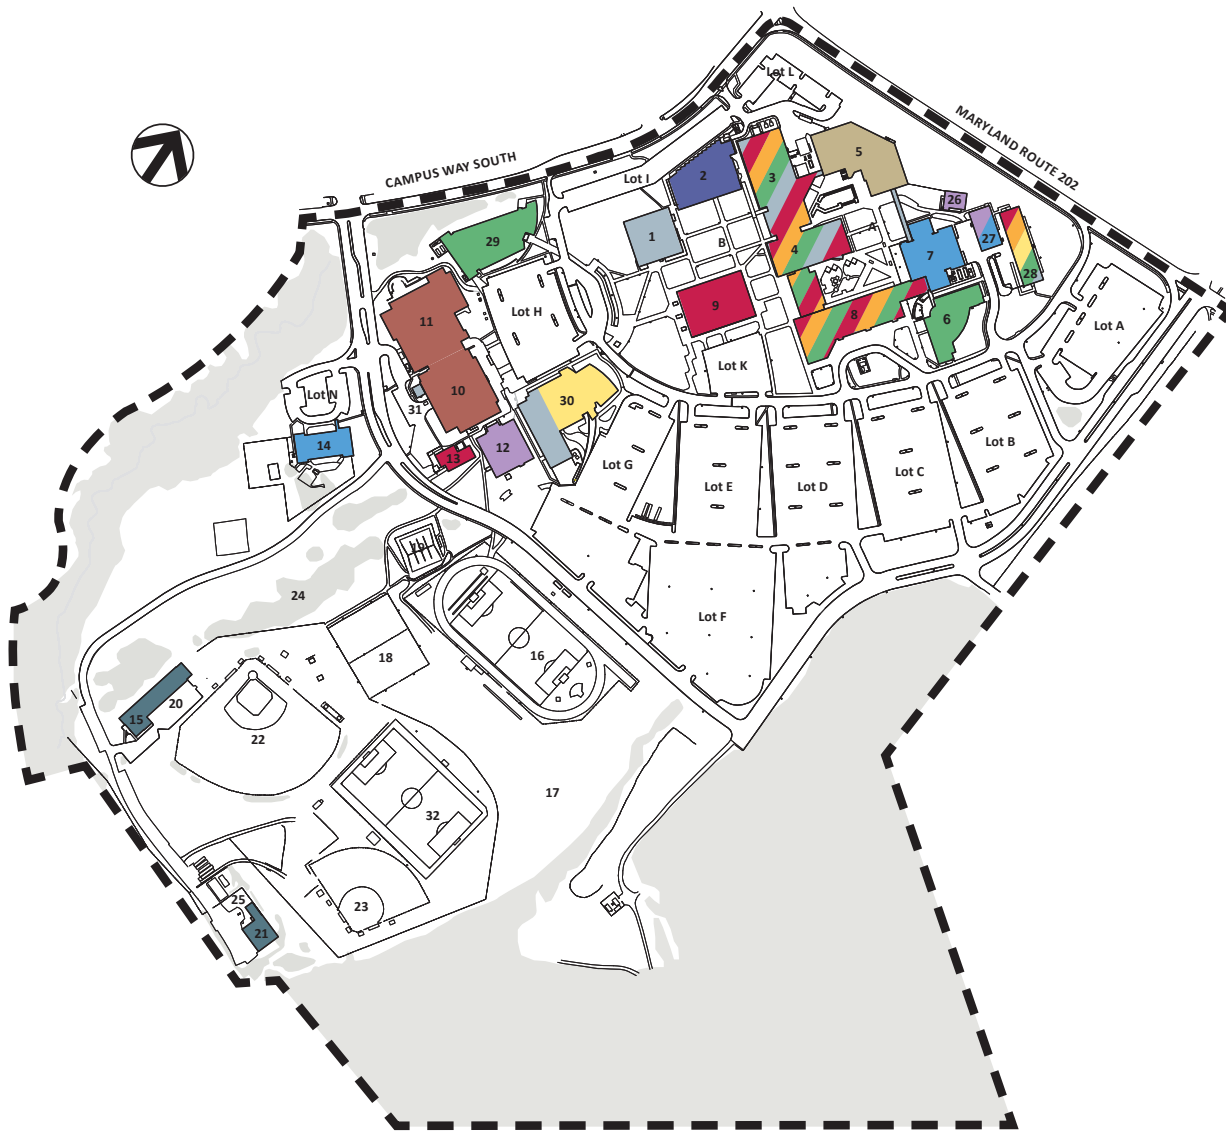 Lot L
MARYLAND ROUTE 202
CAMPUS WAY SOUTH
5
Lot I
2
3
26
1
B
A
27
29
4
7
28
9
8
6
11
Lot H
Lot A
Lot K
10
30
Lot N
31
14
13
12
Lot G
Lot E
Lot D
Lot C
Lot B
19
24
Lot F
18
16
20
15
22
17
32
25
23
21